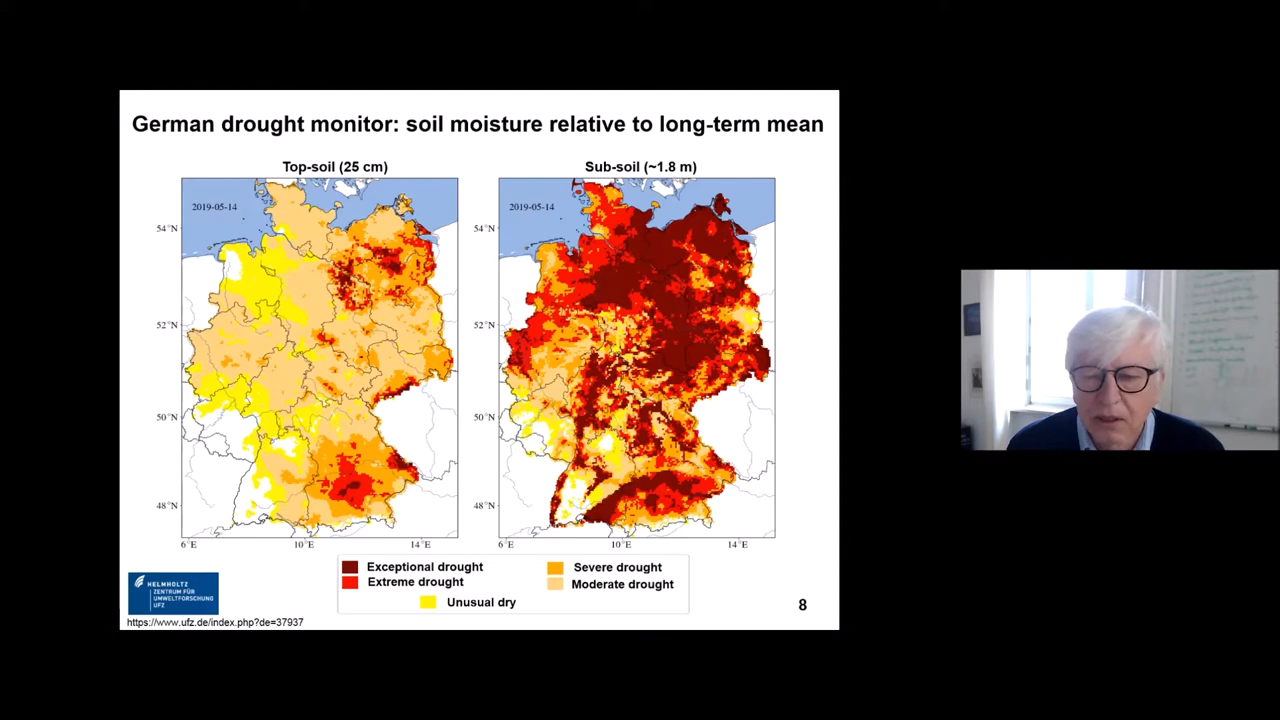 German drought monitor: soil moisture relative to long-term mean
Top-soil (25 cm)
Sub-soil (~1.8 m)
2019-05-14
2019-05-14
54°N
54°N
52°N
52°N
50°N
50°N
48°N
48°N
6°E
10°E
14°E
6°E
10°E
14°E
Exceptional drought
Severe drought
Extreme drought
Moderate drought
Unusual dry
HELMHOLTZ
ZENTRUM FÜR
UMWELTFORSCHUNG
UFZ
8
https://www.ufz.de/index.php?de=37937